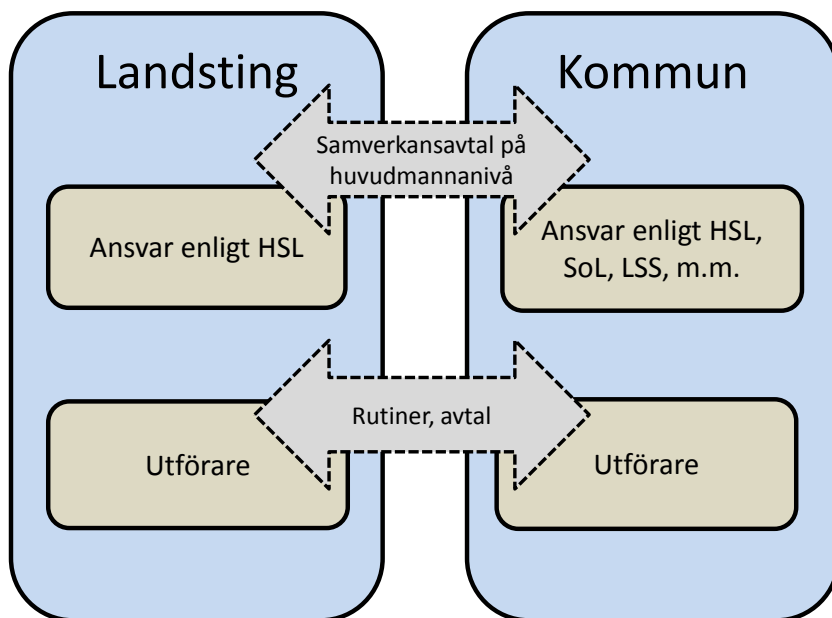 Landsting
Kommun
Samverkansavtal på
huvudmannanivå
Ansvar enligt HSL
Ansvar enligt HSL,
SoL, LSS, m.m.
Rutiner, avtal
Utförare
Utförare